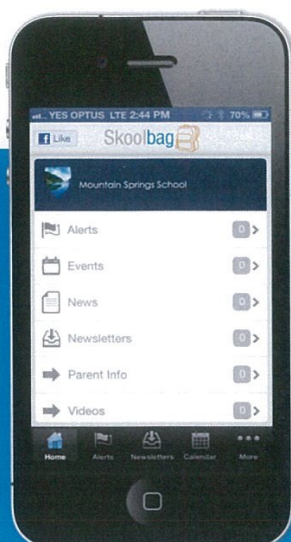 YES OPTUS LTE 2:44 PM 70%
Like
Skoolbag
Mountain Springs School
Alerts 0
Events 0
News 0
Newsletters 0
Parent Info 0
Videos 0
Home Alerts Newsletters Calendar More